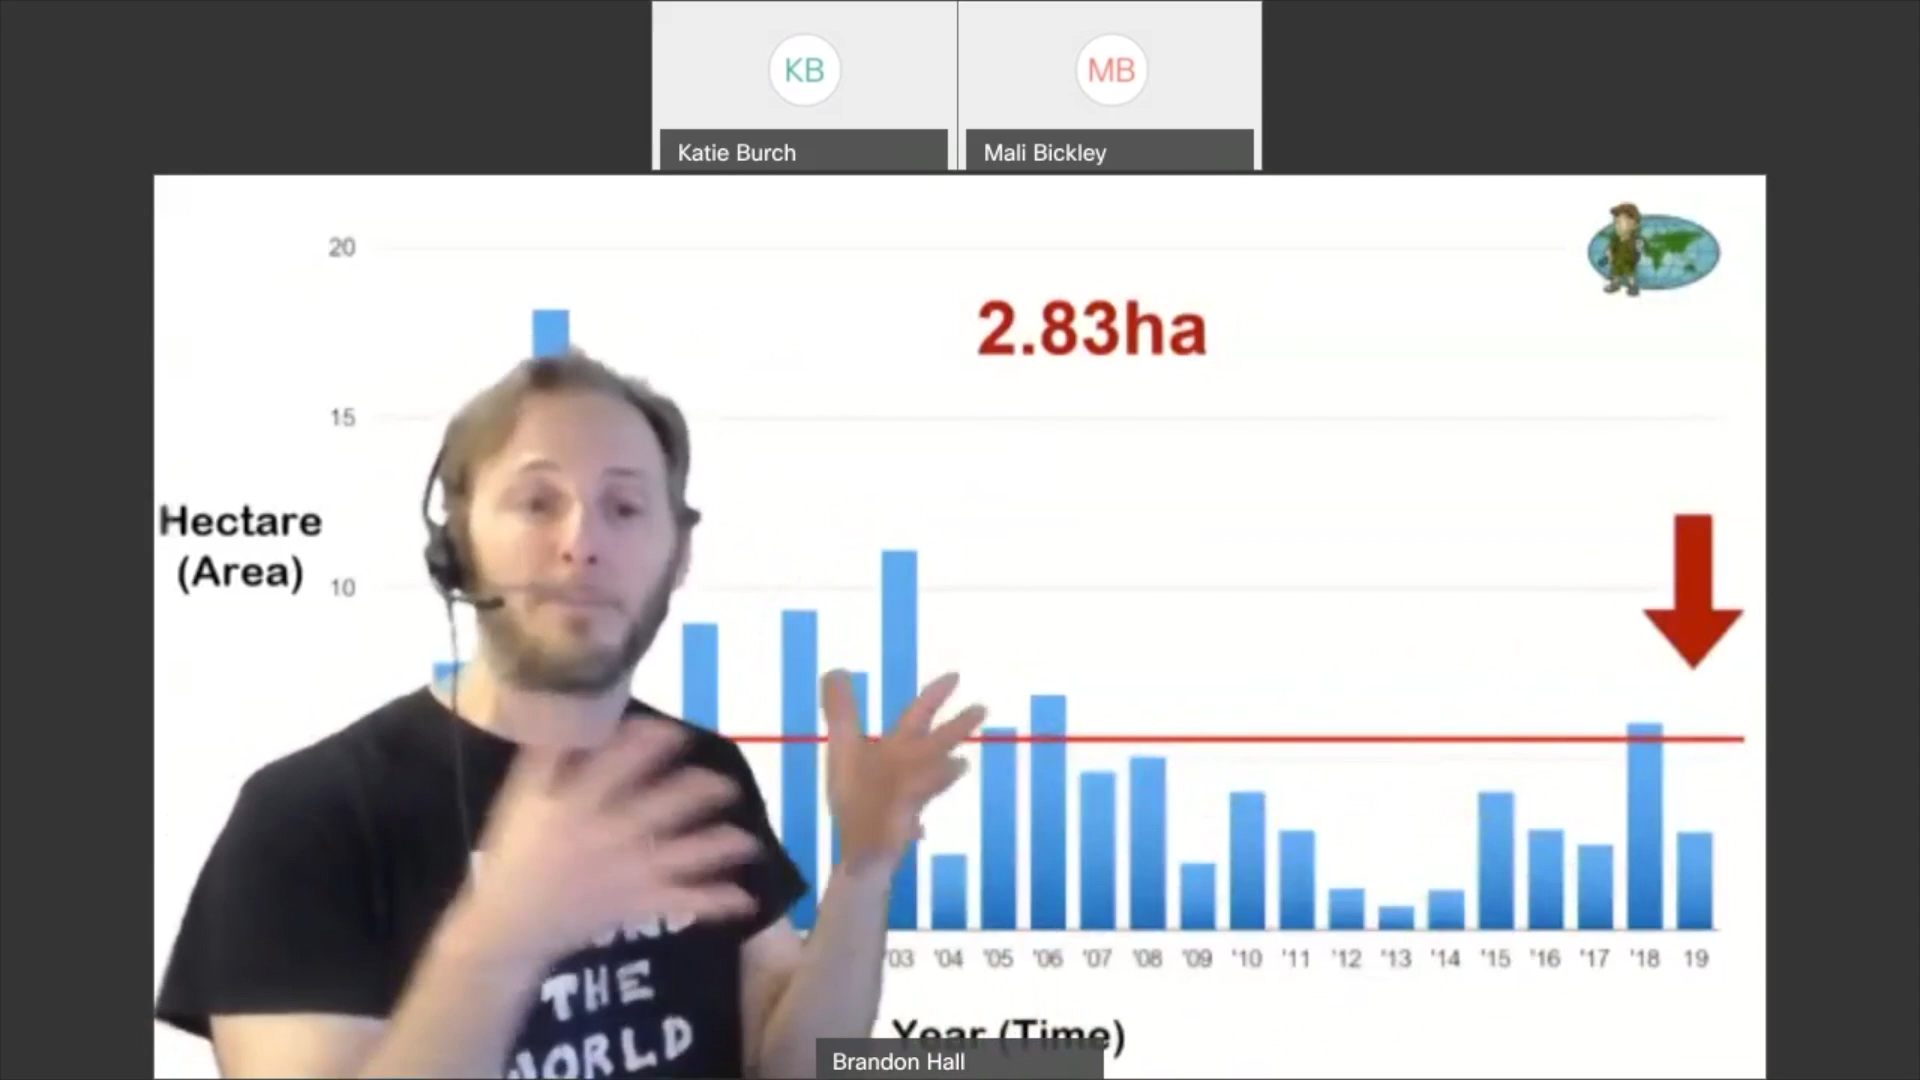 KB
MB
Katie Burch
Mali Bickley
20
2.83ha
15
Hectare
(Area)
10
'03 '04 '05 '06 '07 '08 '09 '10 '11 '12 '13 '14 '15 '16 '17 '18 19
THE
WORLD
Year (Time)
Brandon Hall